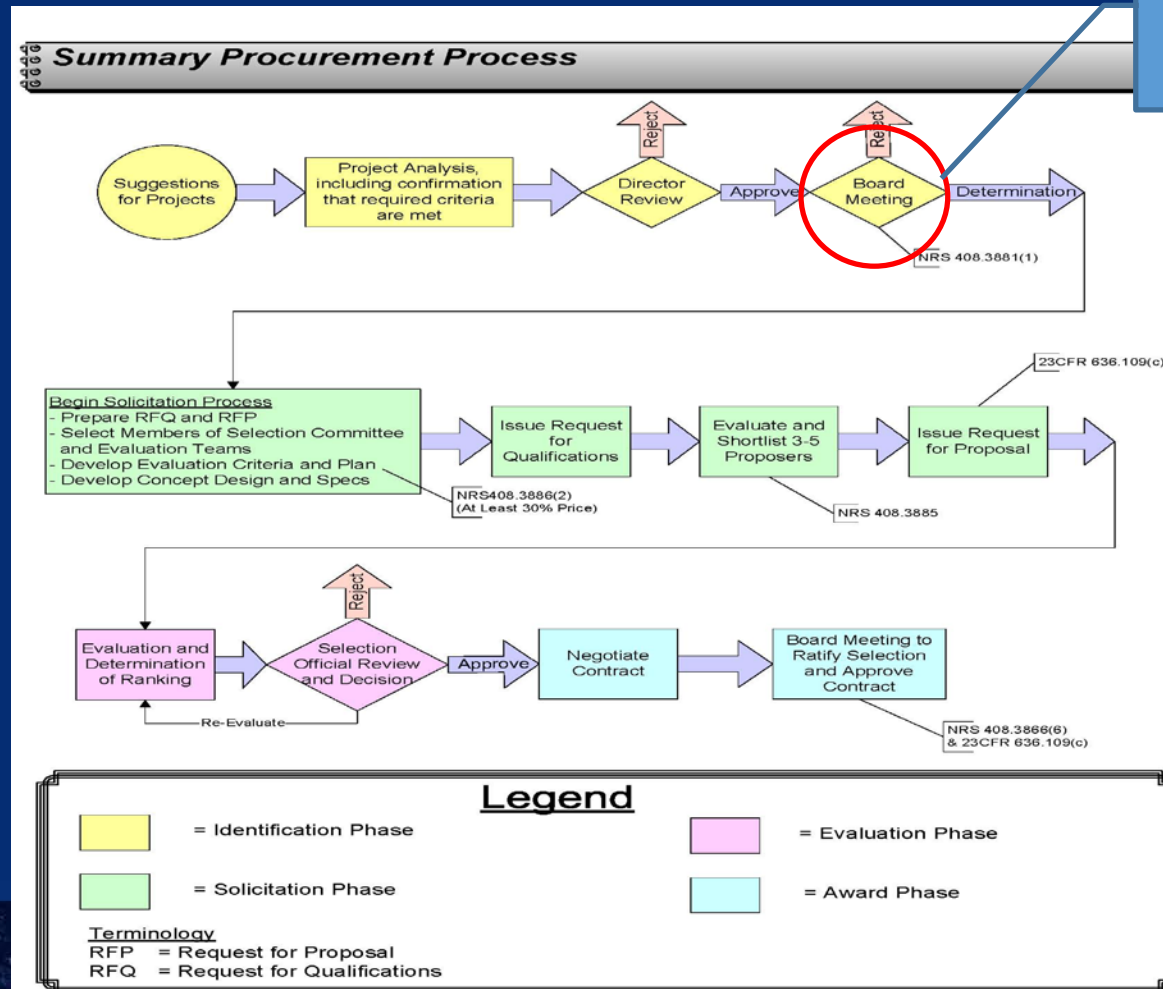 Summary Procurement Process
Reject
Reject
Suggestions
for Projects
Project Analysis,
including confirmation
that required criteria
are met
Director
Review
Approve
Board
Meeting
Determination
NRS 408.3881(1)
23CFR 636.109(c)
Begin Solicitation Process
- Prepare RFQ and RFP
- Select Members of Selection Committee
and Evaluation Teams
- Develop Evaluation Criteria and Plan
- Develop Concept Design and Specs
Issue Request
for
Qualifications
Evaluate and
Shortlist 3-5
Proposers
Issue Request
for Proposal
NRS408.3886(2)
(At Least 30% Price)
NRS 408.3885
Reject
Evaluation and
Determination
of Ranking
Selection
Official Review
and Decision
Approve
Negotiate
Contract
Board Meeting to
Ratify Selection
and Approve
Contract
Re-Evaluate
NRS 408.3866(6)
& 23CFR 636.109(c)
Legend
= Identification Phase
= Evaluation Phase
= Solicitation Phase
= Award Phase
Terminology
RFP = Request for Proposal
RFQ = Request for Qualifications